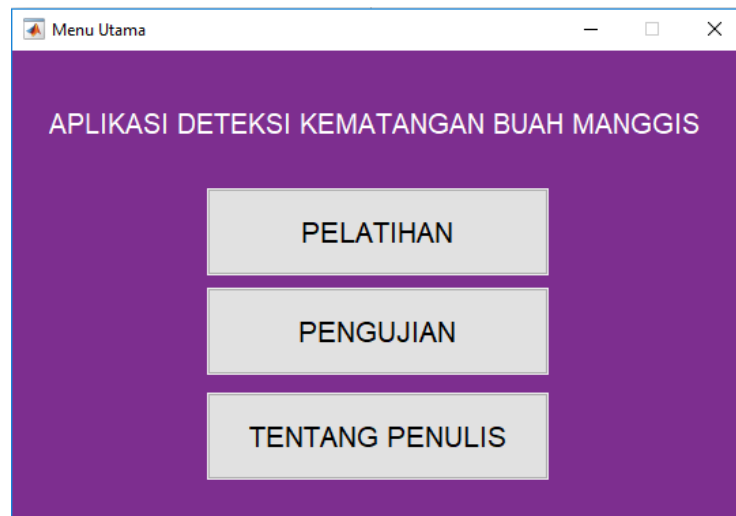 Menu Utama
APLIKASI DETEKSI KEMATANGAN BUAH MANGGIS
PELATIHAN
PENGUJIAN
TENTANG PENULIS